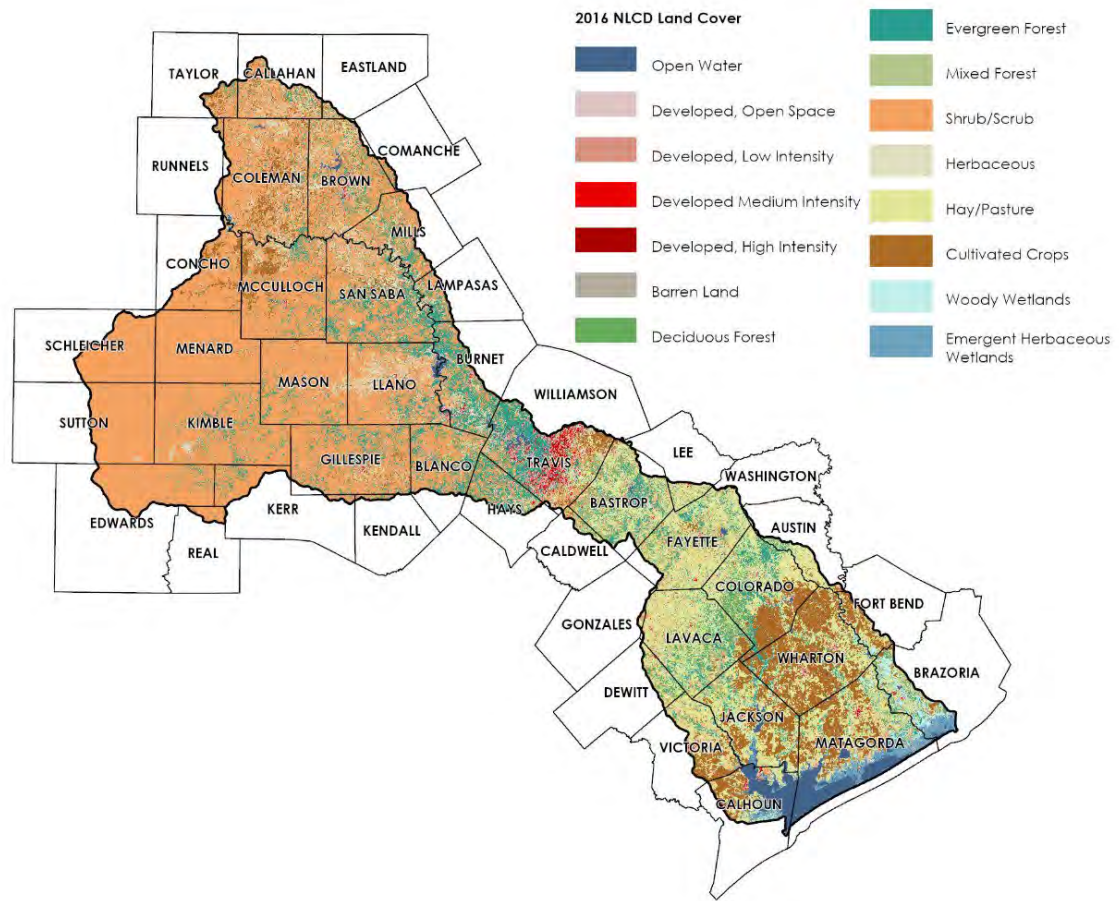 2016 NLCD Land Cover
Open Water
Developed, Open Space
Developed, Low Intensity
Developed Medium Intensity
Developed, High Intensity
Barren Land
Deciduous Forest
Evergreen Forest
Mixed Forest
Shrub/Scrub
Herbaceous
Hay/Pasture
Cultivated Crops
Woody Wetlands
Emergent Herbaceous
Wetlands
TAYLOR
CALLAHAN
EASTLAND
RUNNELS
COLEMAN
BROWN
COMANCHE
MILLS
CONCHO
MCCULLOCH
SAN SABA
LAMPASAS
SCHLEICHER
MENARD
BURNET
MASON
LLANO
WILLIAMSON
SUTTON
KIMBLE
GILLESPIE
BLANCO
TRAVIS
LEE
WASHINGTON
EDWARDS
KERR
HAYS
BASTROP
REAL
KENDALL
CALDWELL
FAYETTE
AUSTIN
COLORADO
FORT BEND
GONZALES
LAVACA
WHARTON
BRAZORIA
DEWITT
JACKSON
VICTORIA
MATAGORDA
CALHOUN